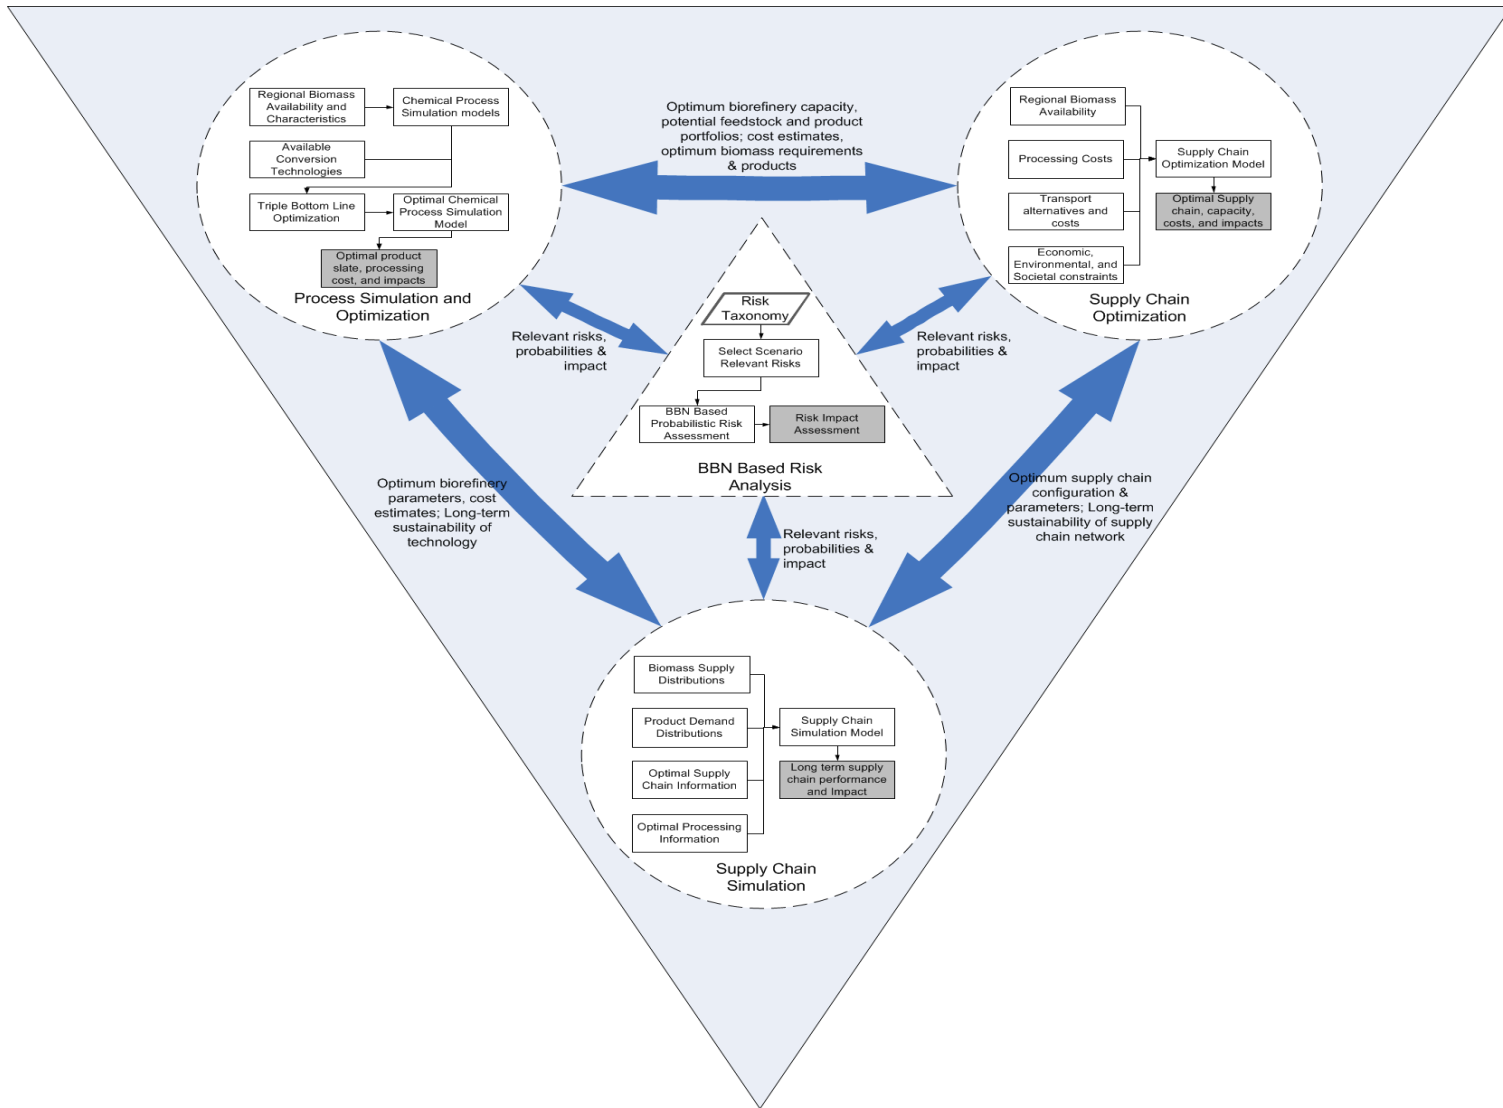 Regional Biomass
Availability and
Characteristics
Chemical Process
Simulation models
Available
Conversion
Technologies
Triple Bottom Line
Optimization
Optimal Chemical
Process Simulation
Model
Optimal product
slate, processing
cost, and impacts
Process Simulation and
Optimization
Optimum biorefinery capacity,
potential feedstock and product
portfolios; cost estimates,
optimum biomass requirements
& products
Regional Biomass
Availability
Processing Costs
Transport
alternatives and
costs
Economic,
Environmental, and
Societal constraints
Supply Chain
Optimization Model
Optimal Supply
chain, capacity,
costs, and impacts
Supply Chain
Optimization
Relevant risks,
probabilities &
impact
Risk
Taxonomy
Select Scenario
Relevant Risks
BBN Based
Probabilistic Risk
Assessment
Risk Impact
Assessment
BBN Based Risk
Analysis
Relevant risks,
probabilities &
impact
Optimum biorefinery
parameters, cost
estimates; Long-term
sustainability of
technology
Relevant risks,
probabilities &
impact
Optimum supply chain
configuration &
parameters; Long-term
sustainability of supply
chain network
Biomass Supply
Distributions
Product Demand
Distributions
Optimal Supply
Chain Information
Optimal Processing
Information
Supply Chain
Simulation Model
Long term supply
chain performance
and Impact
Supply Chain
Simulation